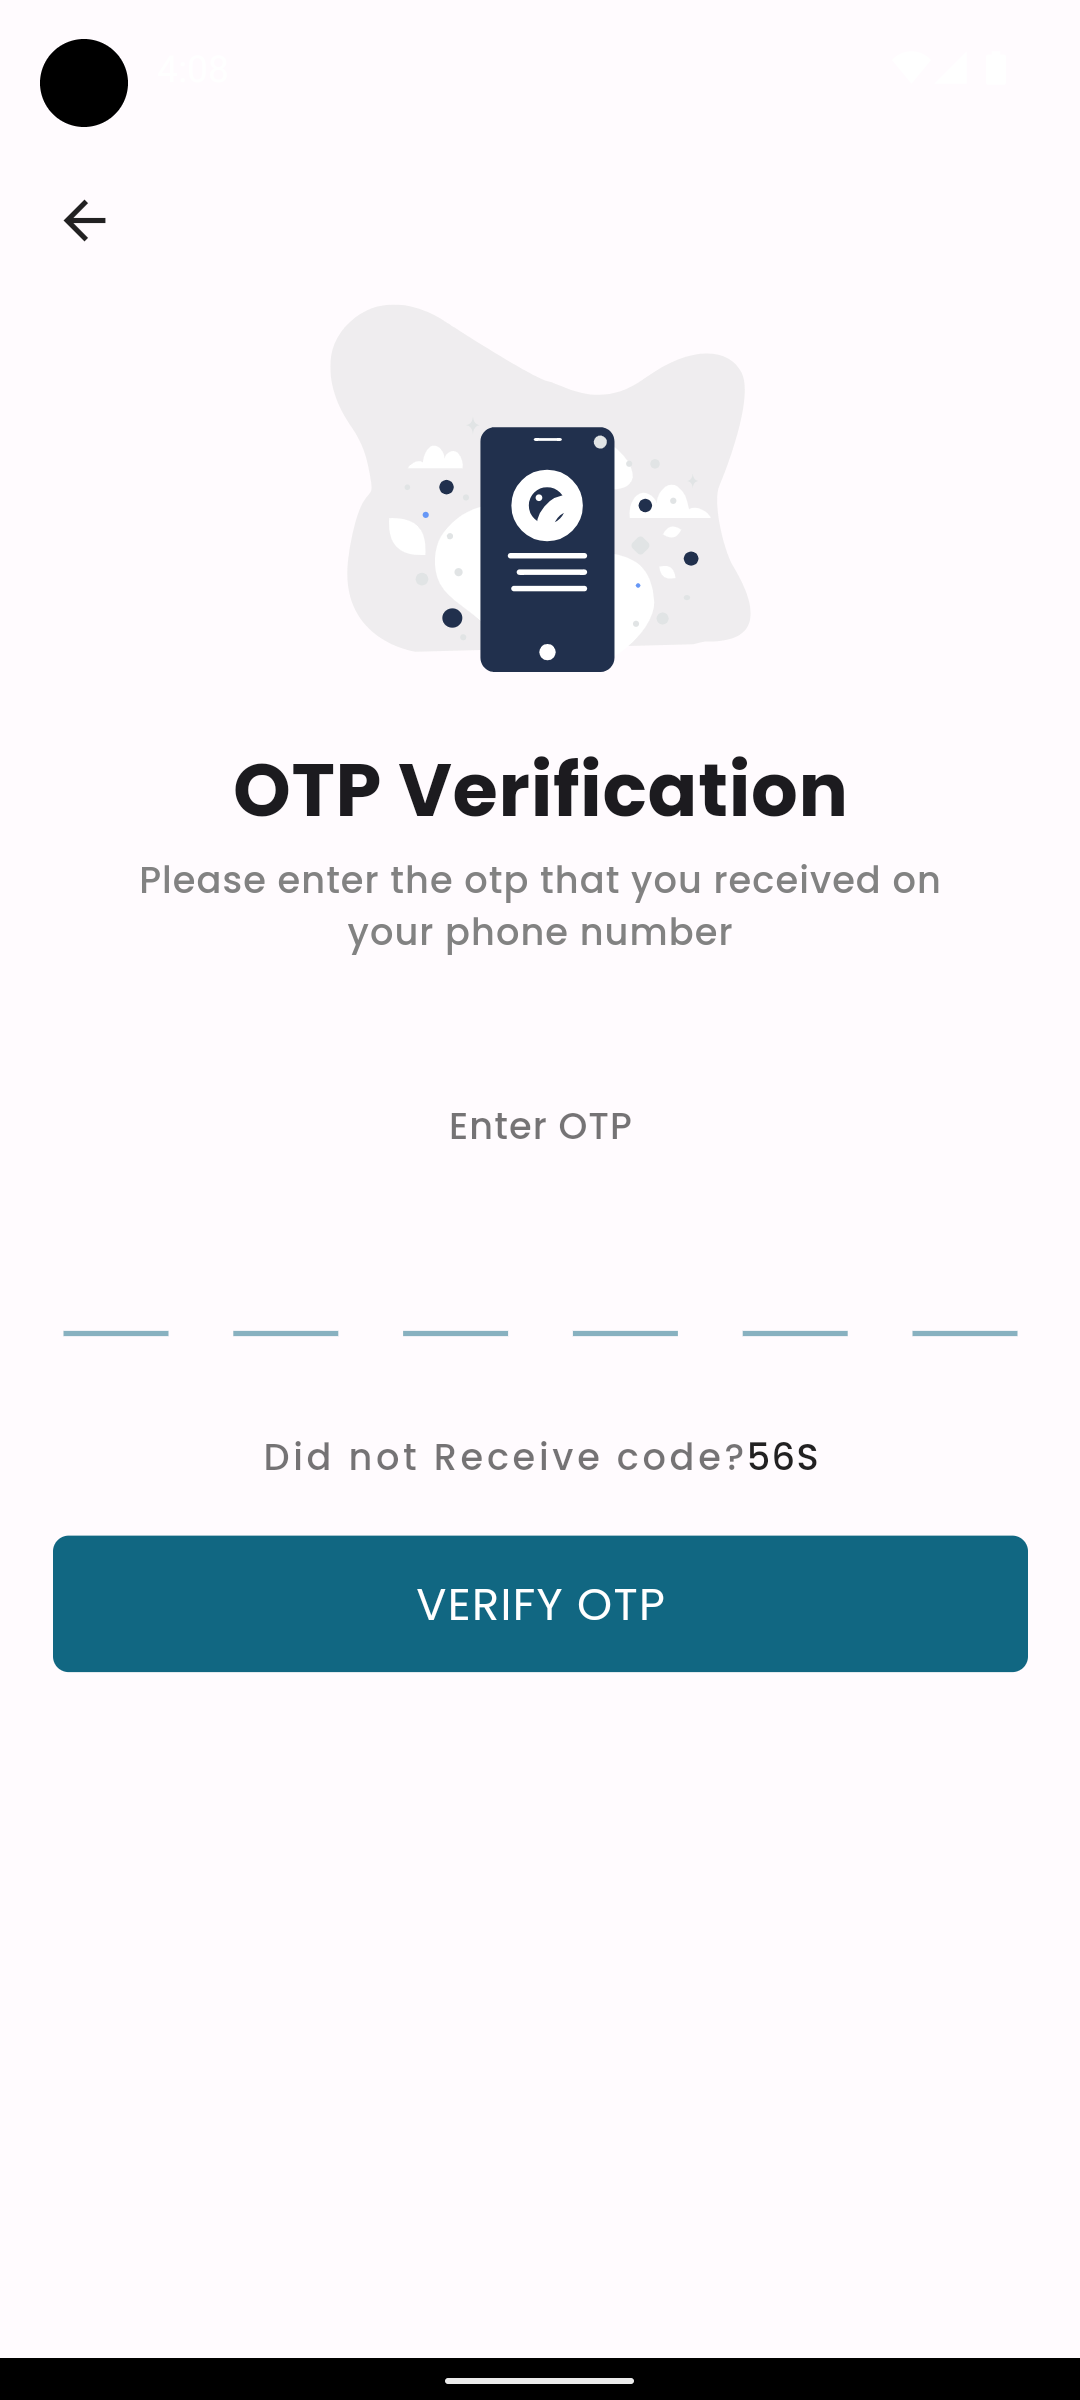 OTP Verification
Please enter the otp that you received on
your phone number
Enter OTP
Did not Receive code?56S
VERIFY OTP